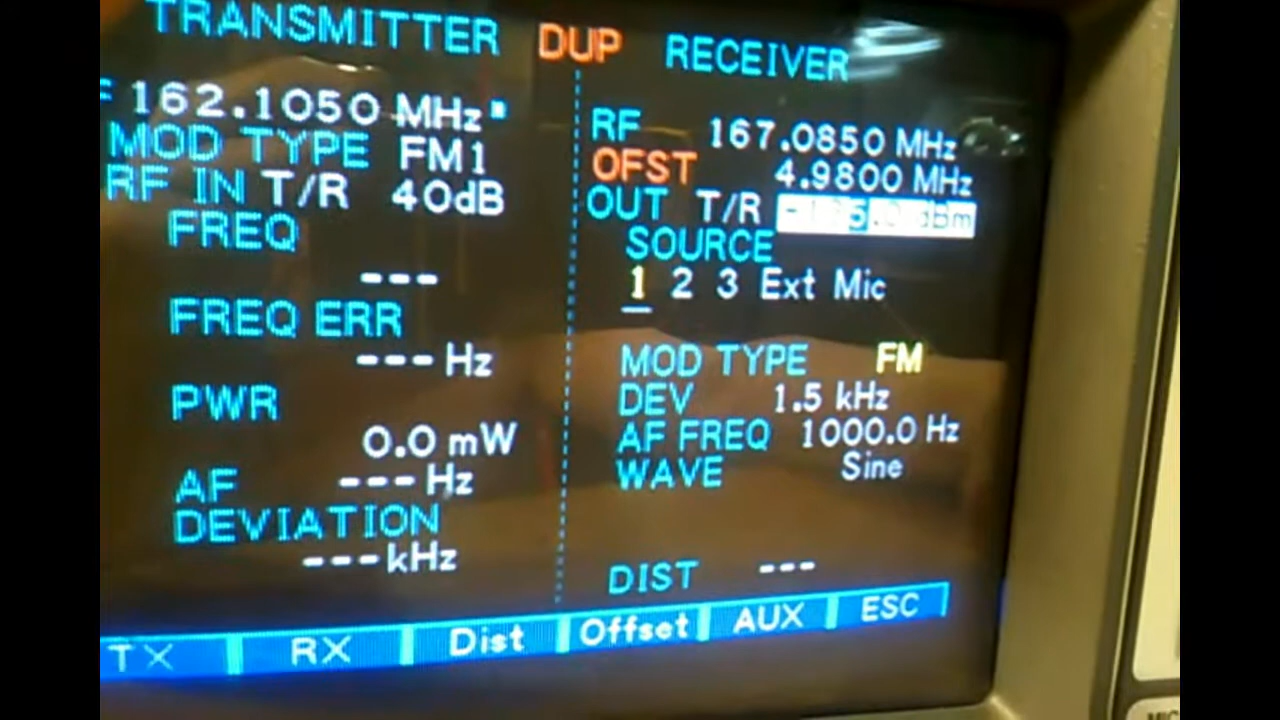 TRANSMITTER DUP RECEIVER
162.1050 MHz
MOD TYPE FM1
RF IN T/R 40dB
FREQ
---
FREQ ERR
--- Hz
PWR
0.0 mW
AF --- Hz
DEVIATION
--- kHz
RF 167.0850 MHz
OFST 4.9800 MHz
OUT T/R dBm
SOURCE
1 2 3 Ext Mic
MOD TYPE FM
DEV 1.5 kHz
AF FREQ 1000.0 Hz
WAVE Sine
DIST ---
TX RX Dist Offset AUX ESC